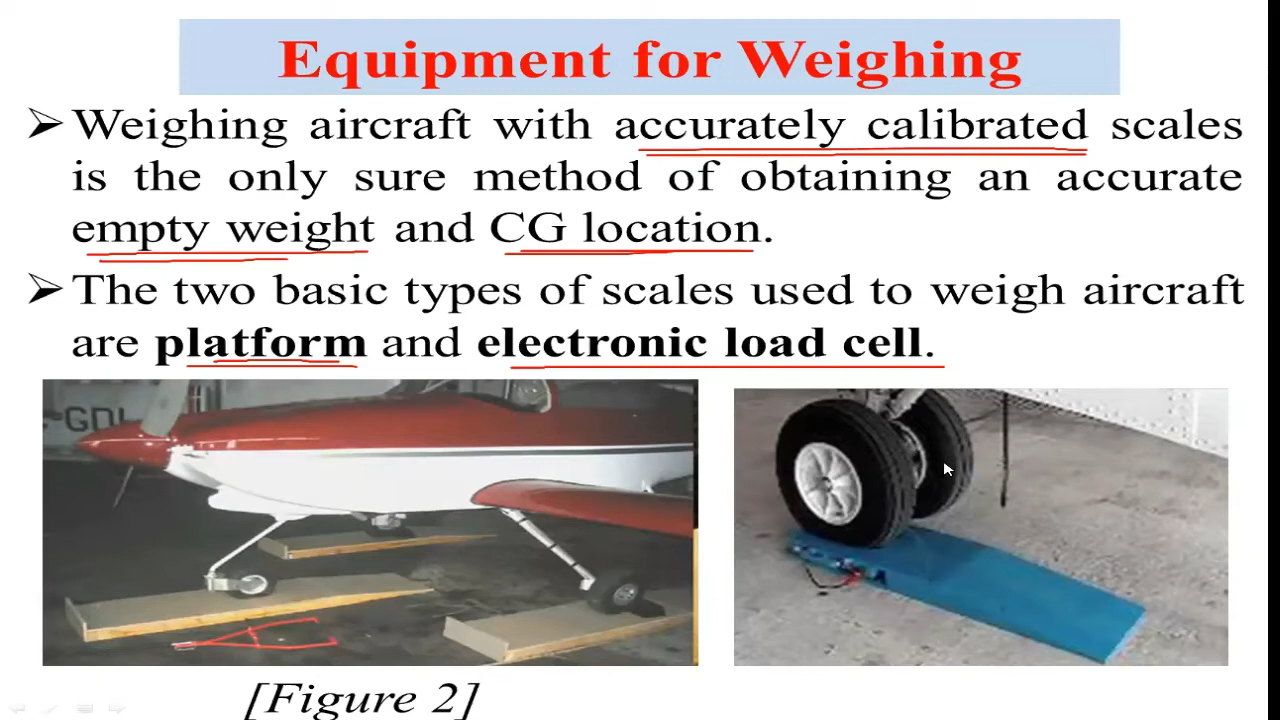 Equipment for Weighing
➢ Weighing aircraft with accurately calibrated scales
is the only sure method of obtaining an accurate
empty weight and CG location.
➢ The two basic types of scales used to weigh aircraft
are platform and electronic load cell.
[Figure 2]